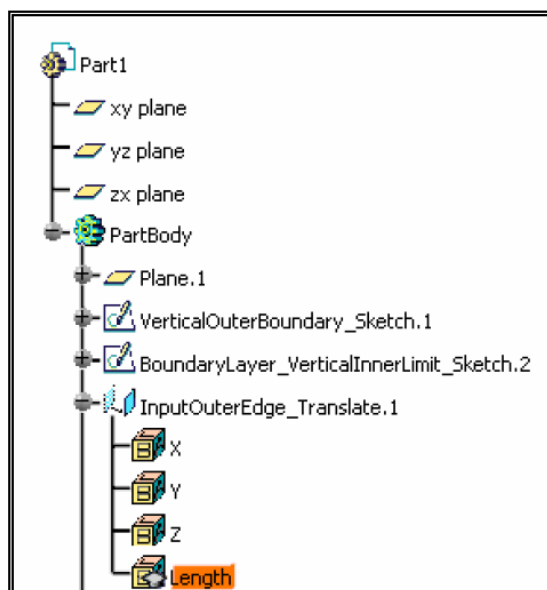 Part1
xy plane
yz plane
zx plane
PartBody
Plane.1
VerticalOuterBoundary_Sketch.1
BoundaryLayer_VerticalInnerLimit_Sketch.2
InputOuterEdge_Translate.1
X
Y
Z
Length